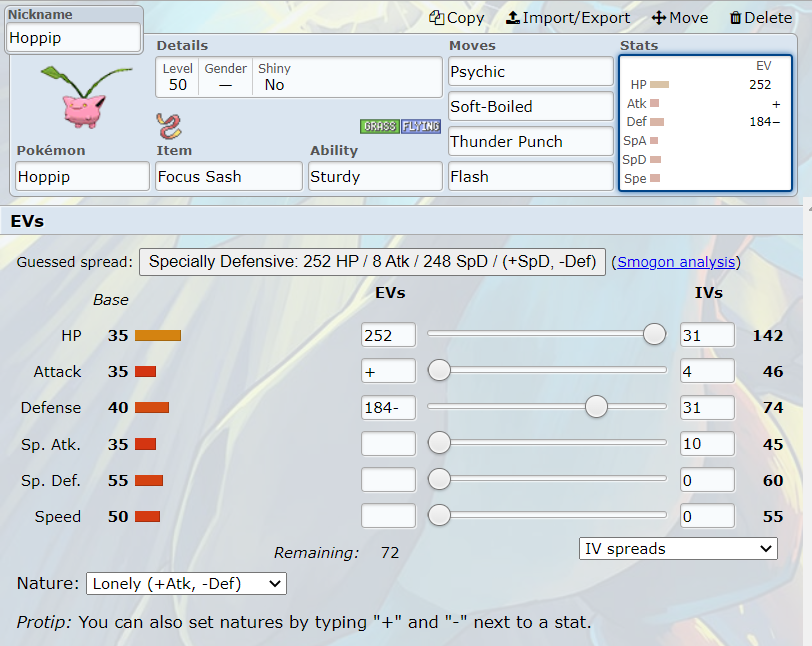 Nickname
Hoppip
Copy Import/Export Move Delete
Details
Level Gender Shiny
50 — No
GRASS FLYING
Pokémon Item Ability
Hoppip Focus Sash Sturdy
Moves
Psychic
Soft-Boiled
Thunder Punch
Flash
Stats
EV
HP 252
Atk +
Def 184−
SpA
SpD
Spe
EVs
Guessed spread: Specially Defensive: 252 HP / 8 Atk / 248 SpD / (+SpD, -Def) (Smogon analysis)
Base EVs IVs
HP 35 252 31 142
Attack 35 + 4 46
Defense 40 184- 31 74
Sp. Atk. 35 10 45
Sp. Def. 55 0 60
Speed 50 0 55
Remaining: 72 IV spreads
Nature: Lonely (+Atk, -Def)
Protip: You can also set natures by typing "+" and "-" next to a stat.